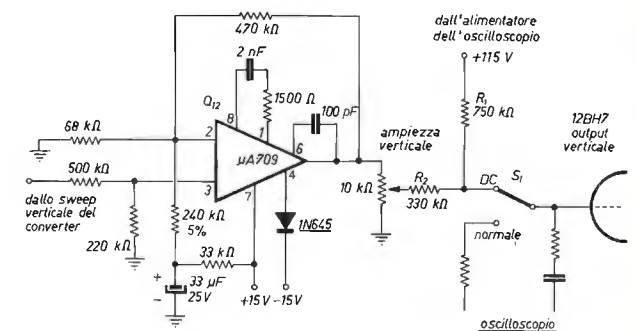 470 kΩ
dall'alimentatore
dell'oscilloscopio
+115 V
2 nF
Q12
1500 Ω
100 pF
R1
750 kΩ
12BH7
output
verticale
8
1
6
68 kΩ
2
μA709
ampiezza
verticale
500 kΩ
3
4
7
10 kΩ
R2
330 kΩ
DC
S1
dallo sweep
verticale del
converter
220 kΩ
240 kΩ
5%
1N645
normale
33 kΩ
+
-
33 μF
25V
+15V
-15V
oscilloscopio